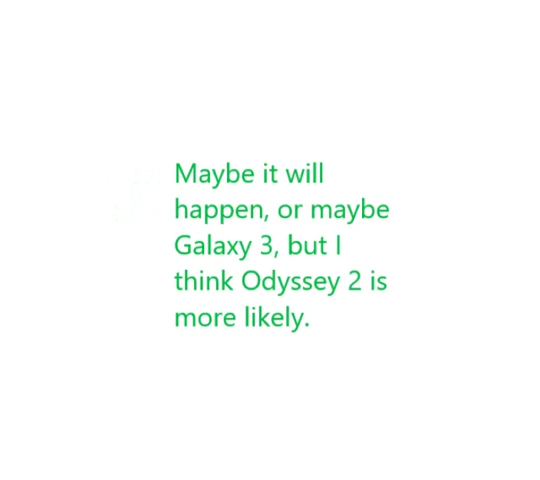 Maybe it will
happen, or maybe
Galaxy 3, but I
think Odyssey 2 is
more likely.